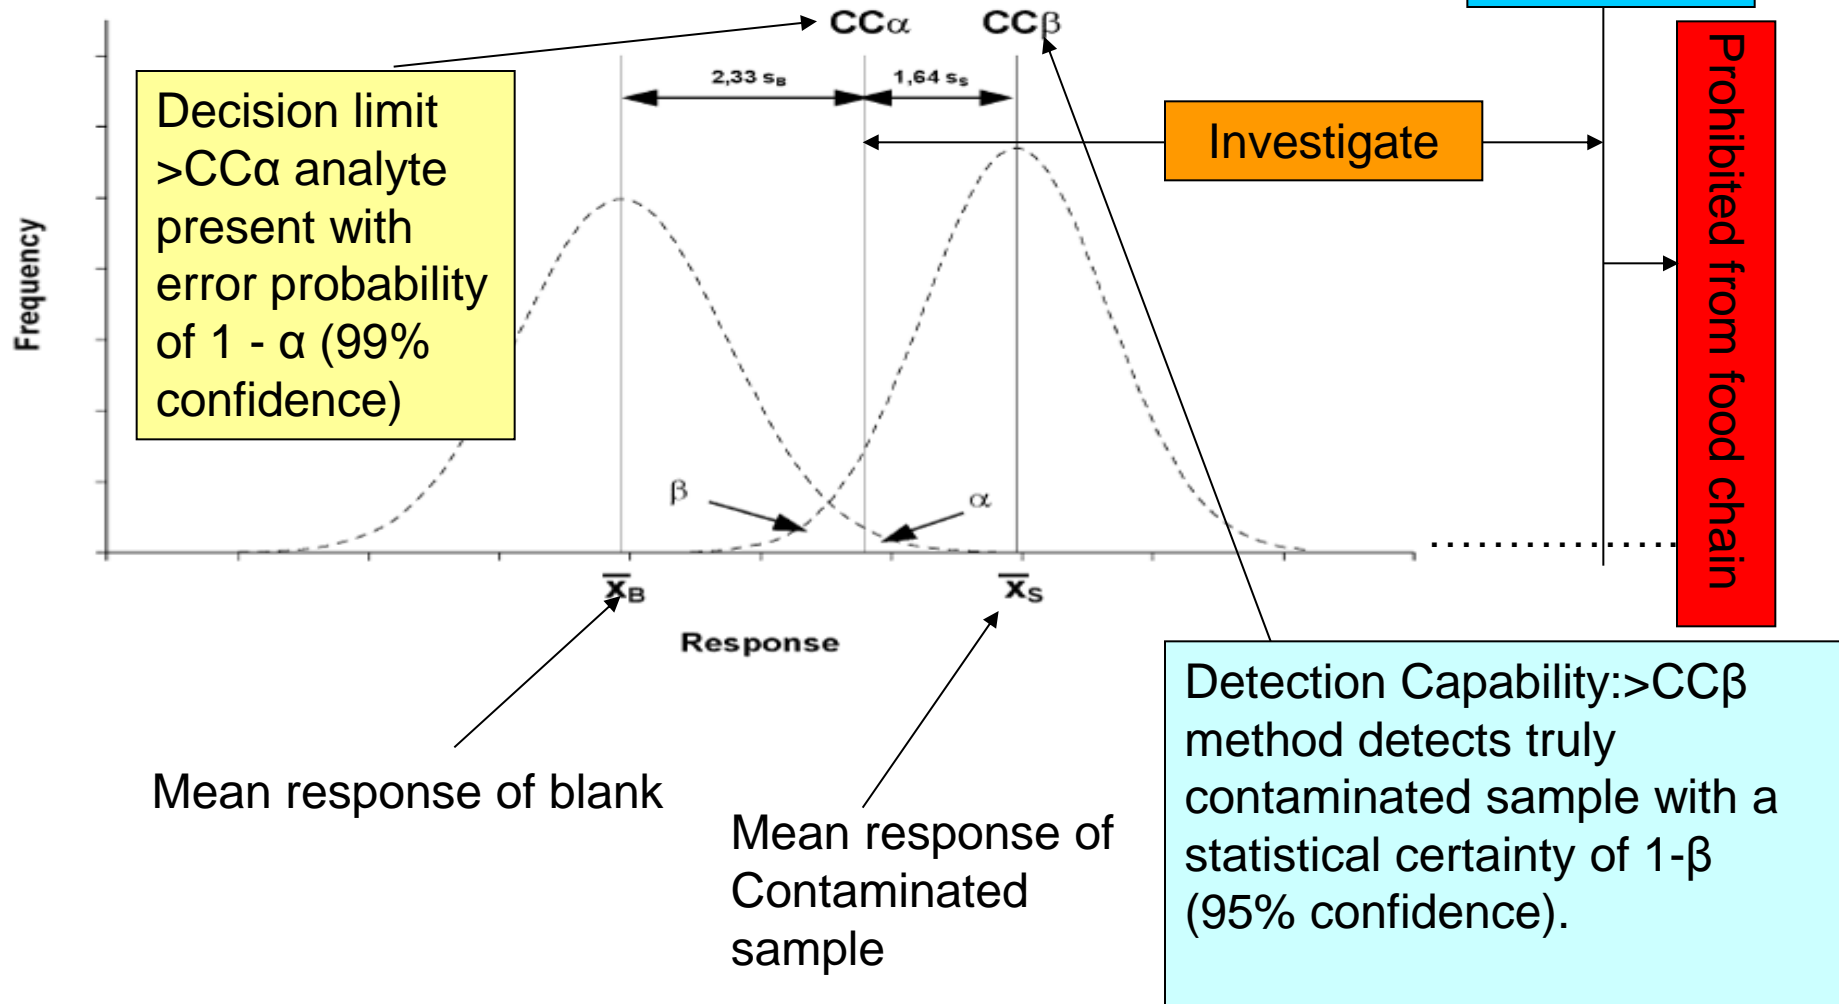 CCα
CCβ
2,33 sB
1,64 sS
Decision limit
>CCα analyte
present with
error probability
of 1 - α (99%
confidence)
Investigate
Prohibited from food chain
Frequency
β
α
x̅B
x̅S
Response
Mean response of blank
Mean response of
Contaminated
sample
Detection Capability:>CCβ
method detects truly
contaminated sample with a
statistical certainty of 1-β
(95% confidence).